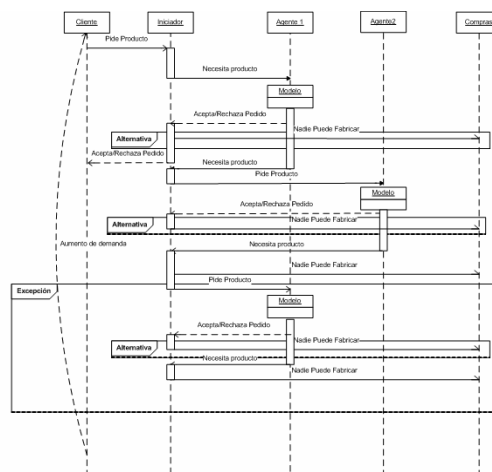 Cliente
Iniciador
Agente 1
Agente2
Compras
Pide Producto
Necesita producto
Modelo
Acepta/Rechaza Pedido
Nadie Puede Fabricar
Alternativa
Acepta/Rechaza Pedido
Necesita producto
Pide Producto
Modelo
Acepta/Rechaza Pedido
Nadie Puede Fabricar
Alternativa
Aumento de demanda
Necesita producto
Nadie Puede Fabricar
Pide Producto
Excepción
Modelo
Acepta/Rechaza Pedido
Nadie Puede Fabricar
Alternativa
Necesita producto
Nadie Puede Fabricar